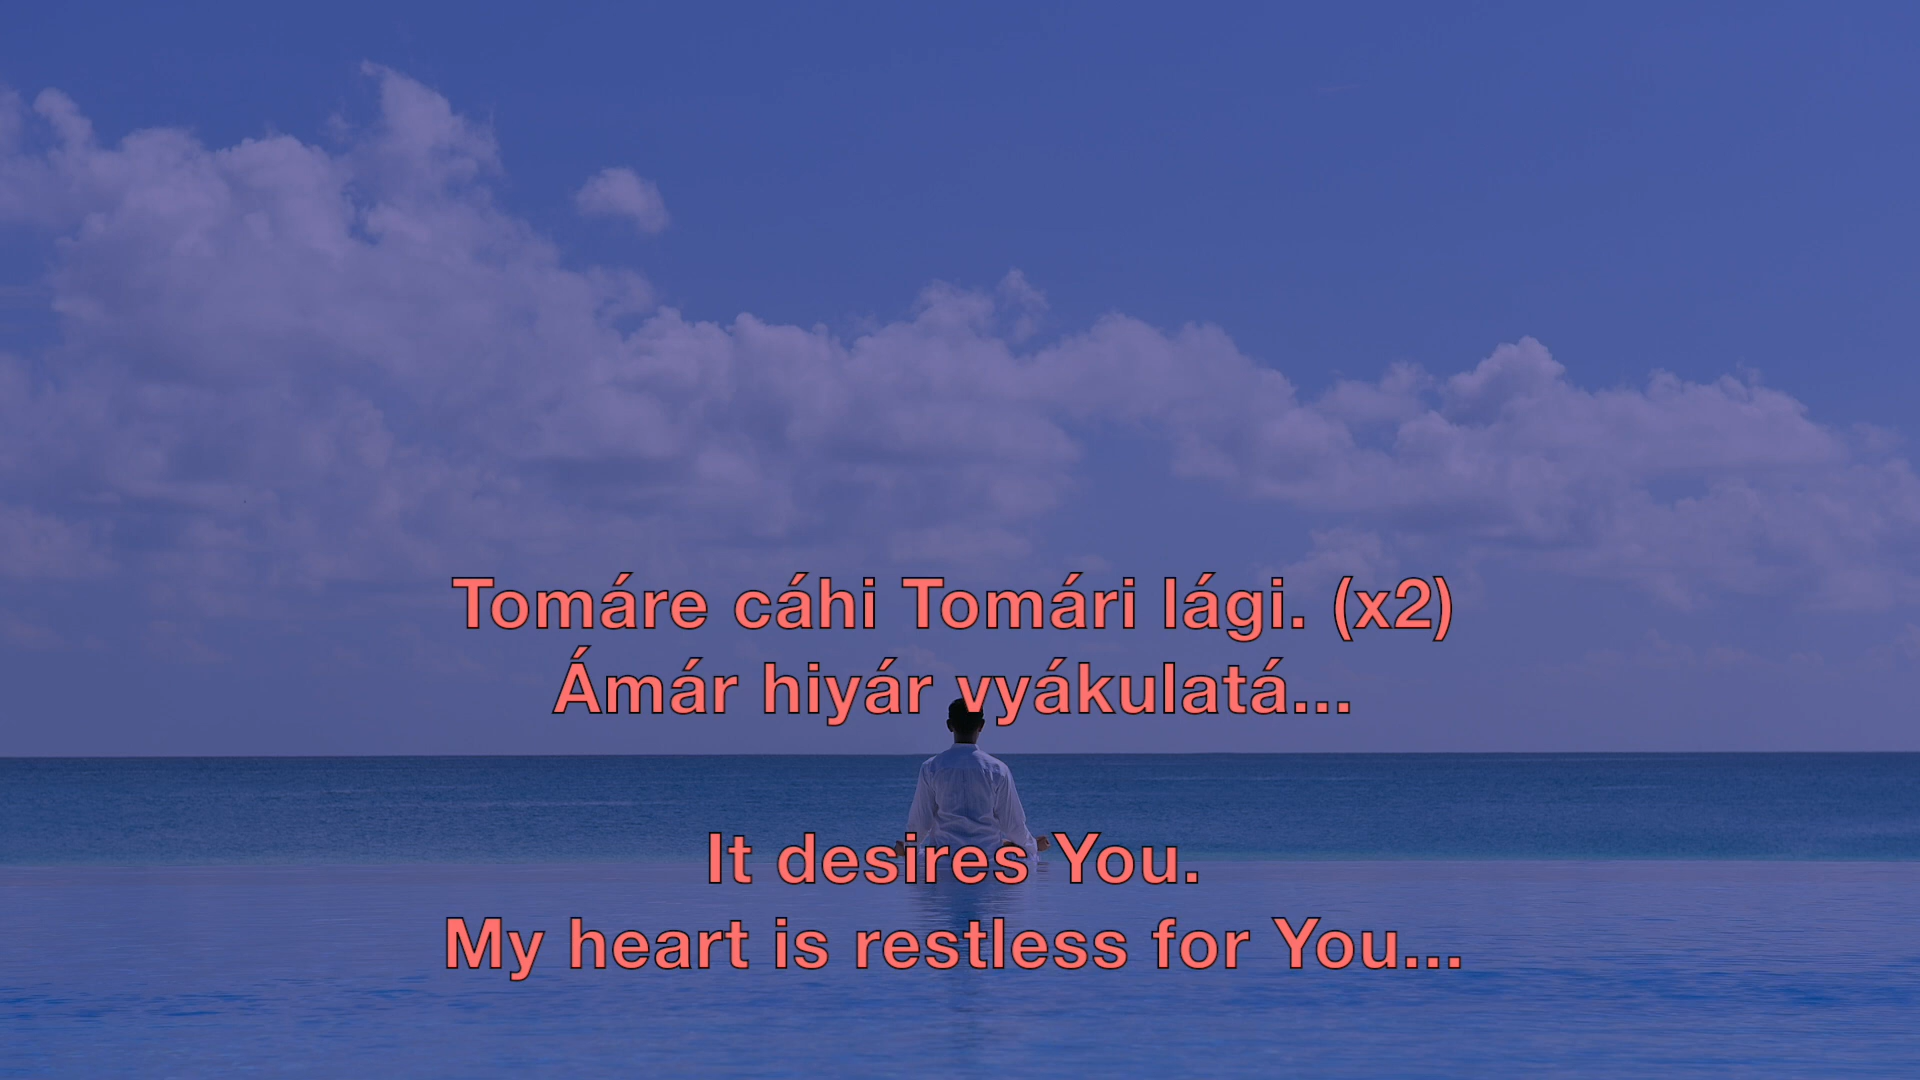 Tomáre cáhi Tomári lági. (x2)
Ámár hiyár vyákulatá...
It desires You.
My heart is restless for You...